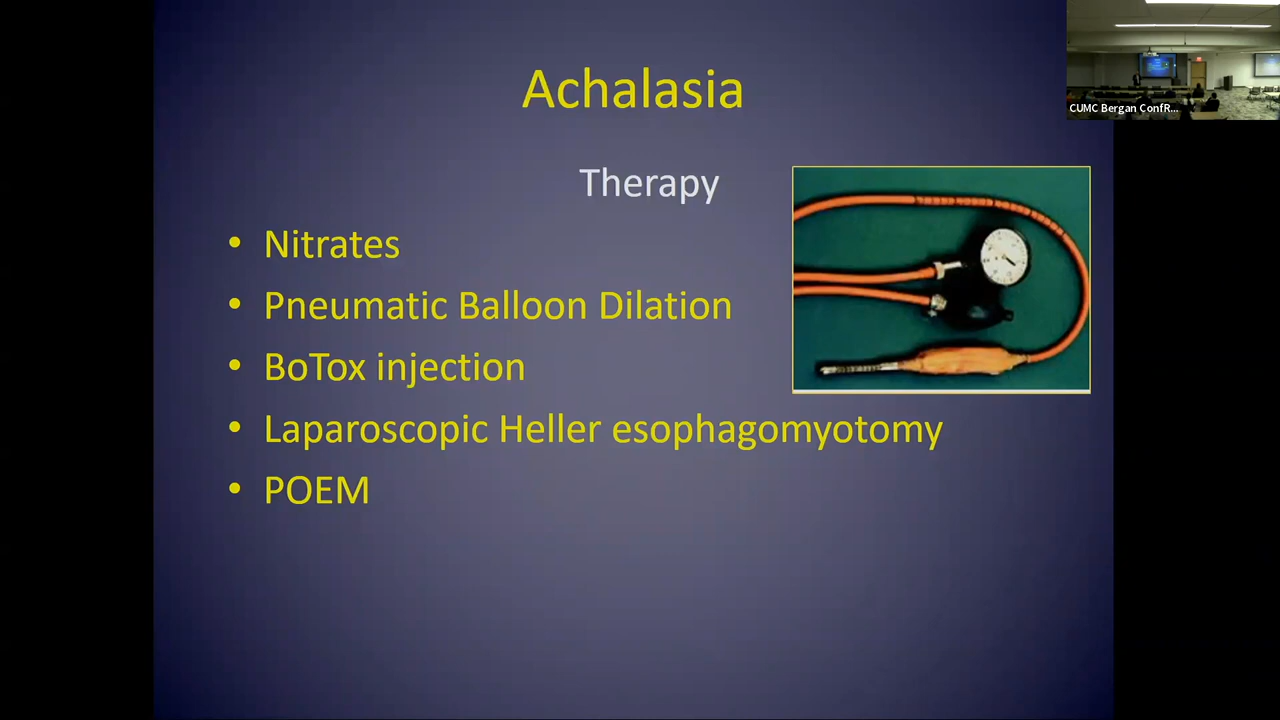 Achalasia
Therapy
• Nitrates
• Pneumatic Balloon Dilation
• BoTox injection
• Laparoscopic Heller esophagomyotomy
• POEM
CUMC Bergan ConfR...